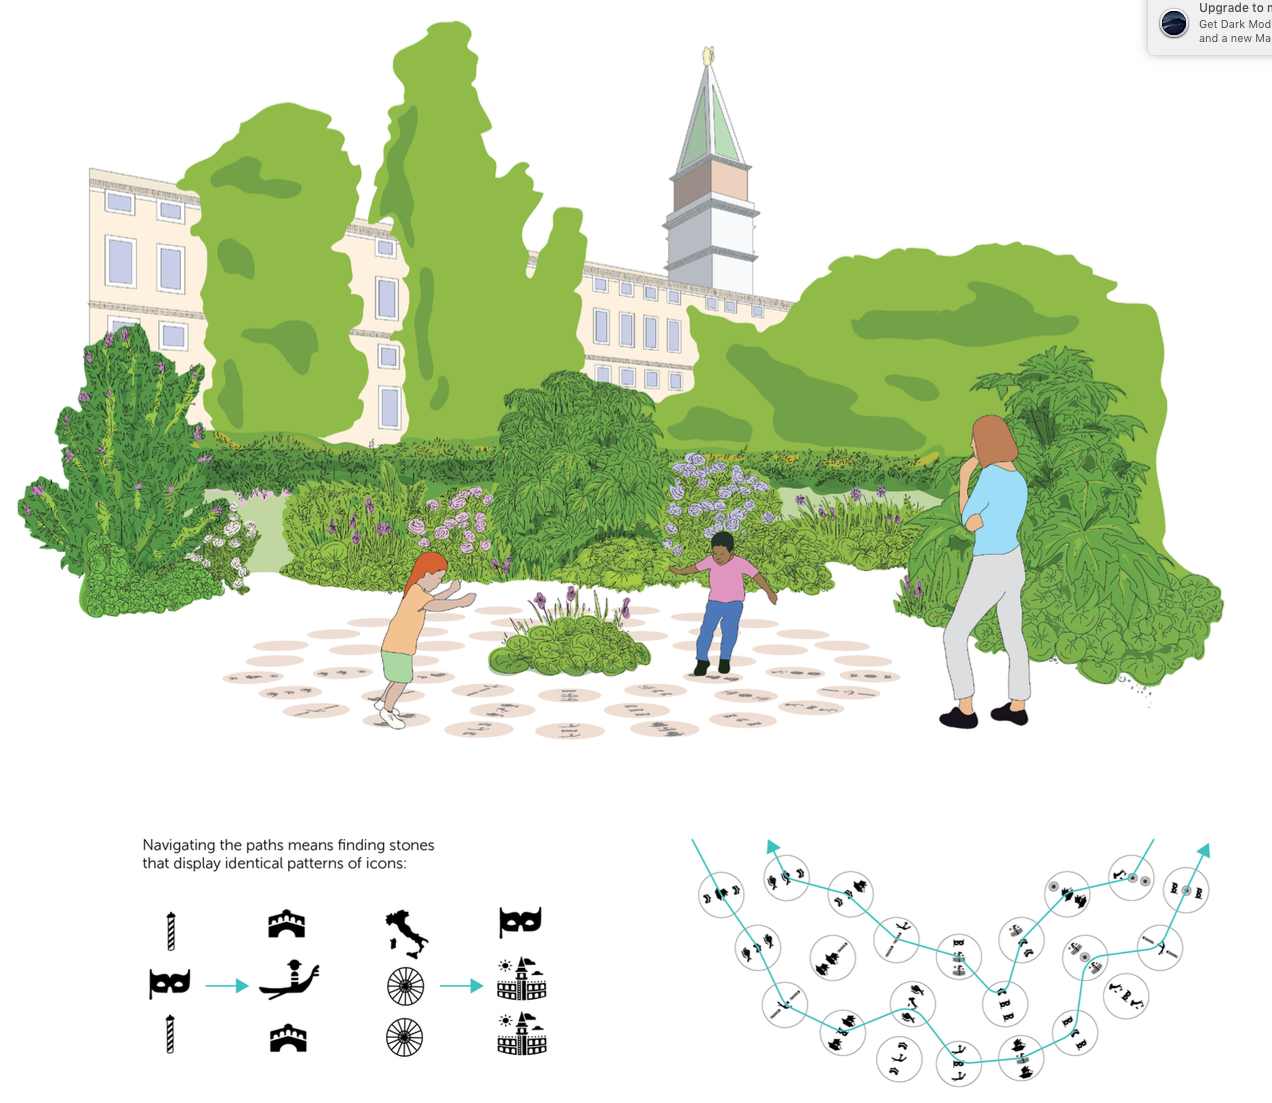 Upgrade to
Get Dark Mod
and a new Ma
Navigating the paths means finding stones
that display identical patterns of icons: